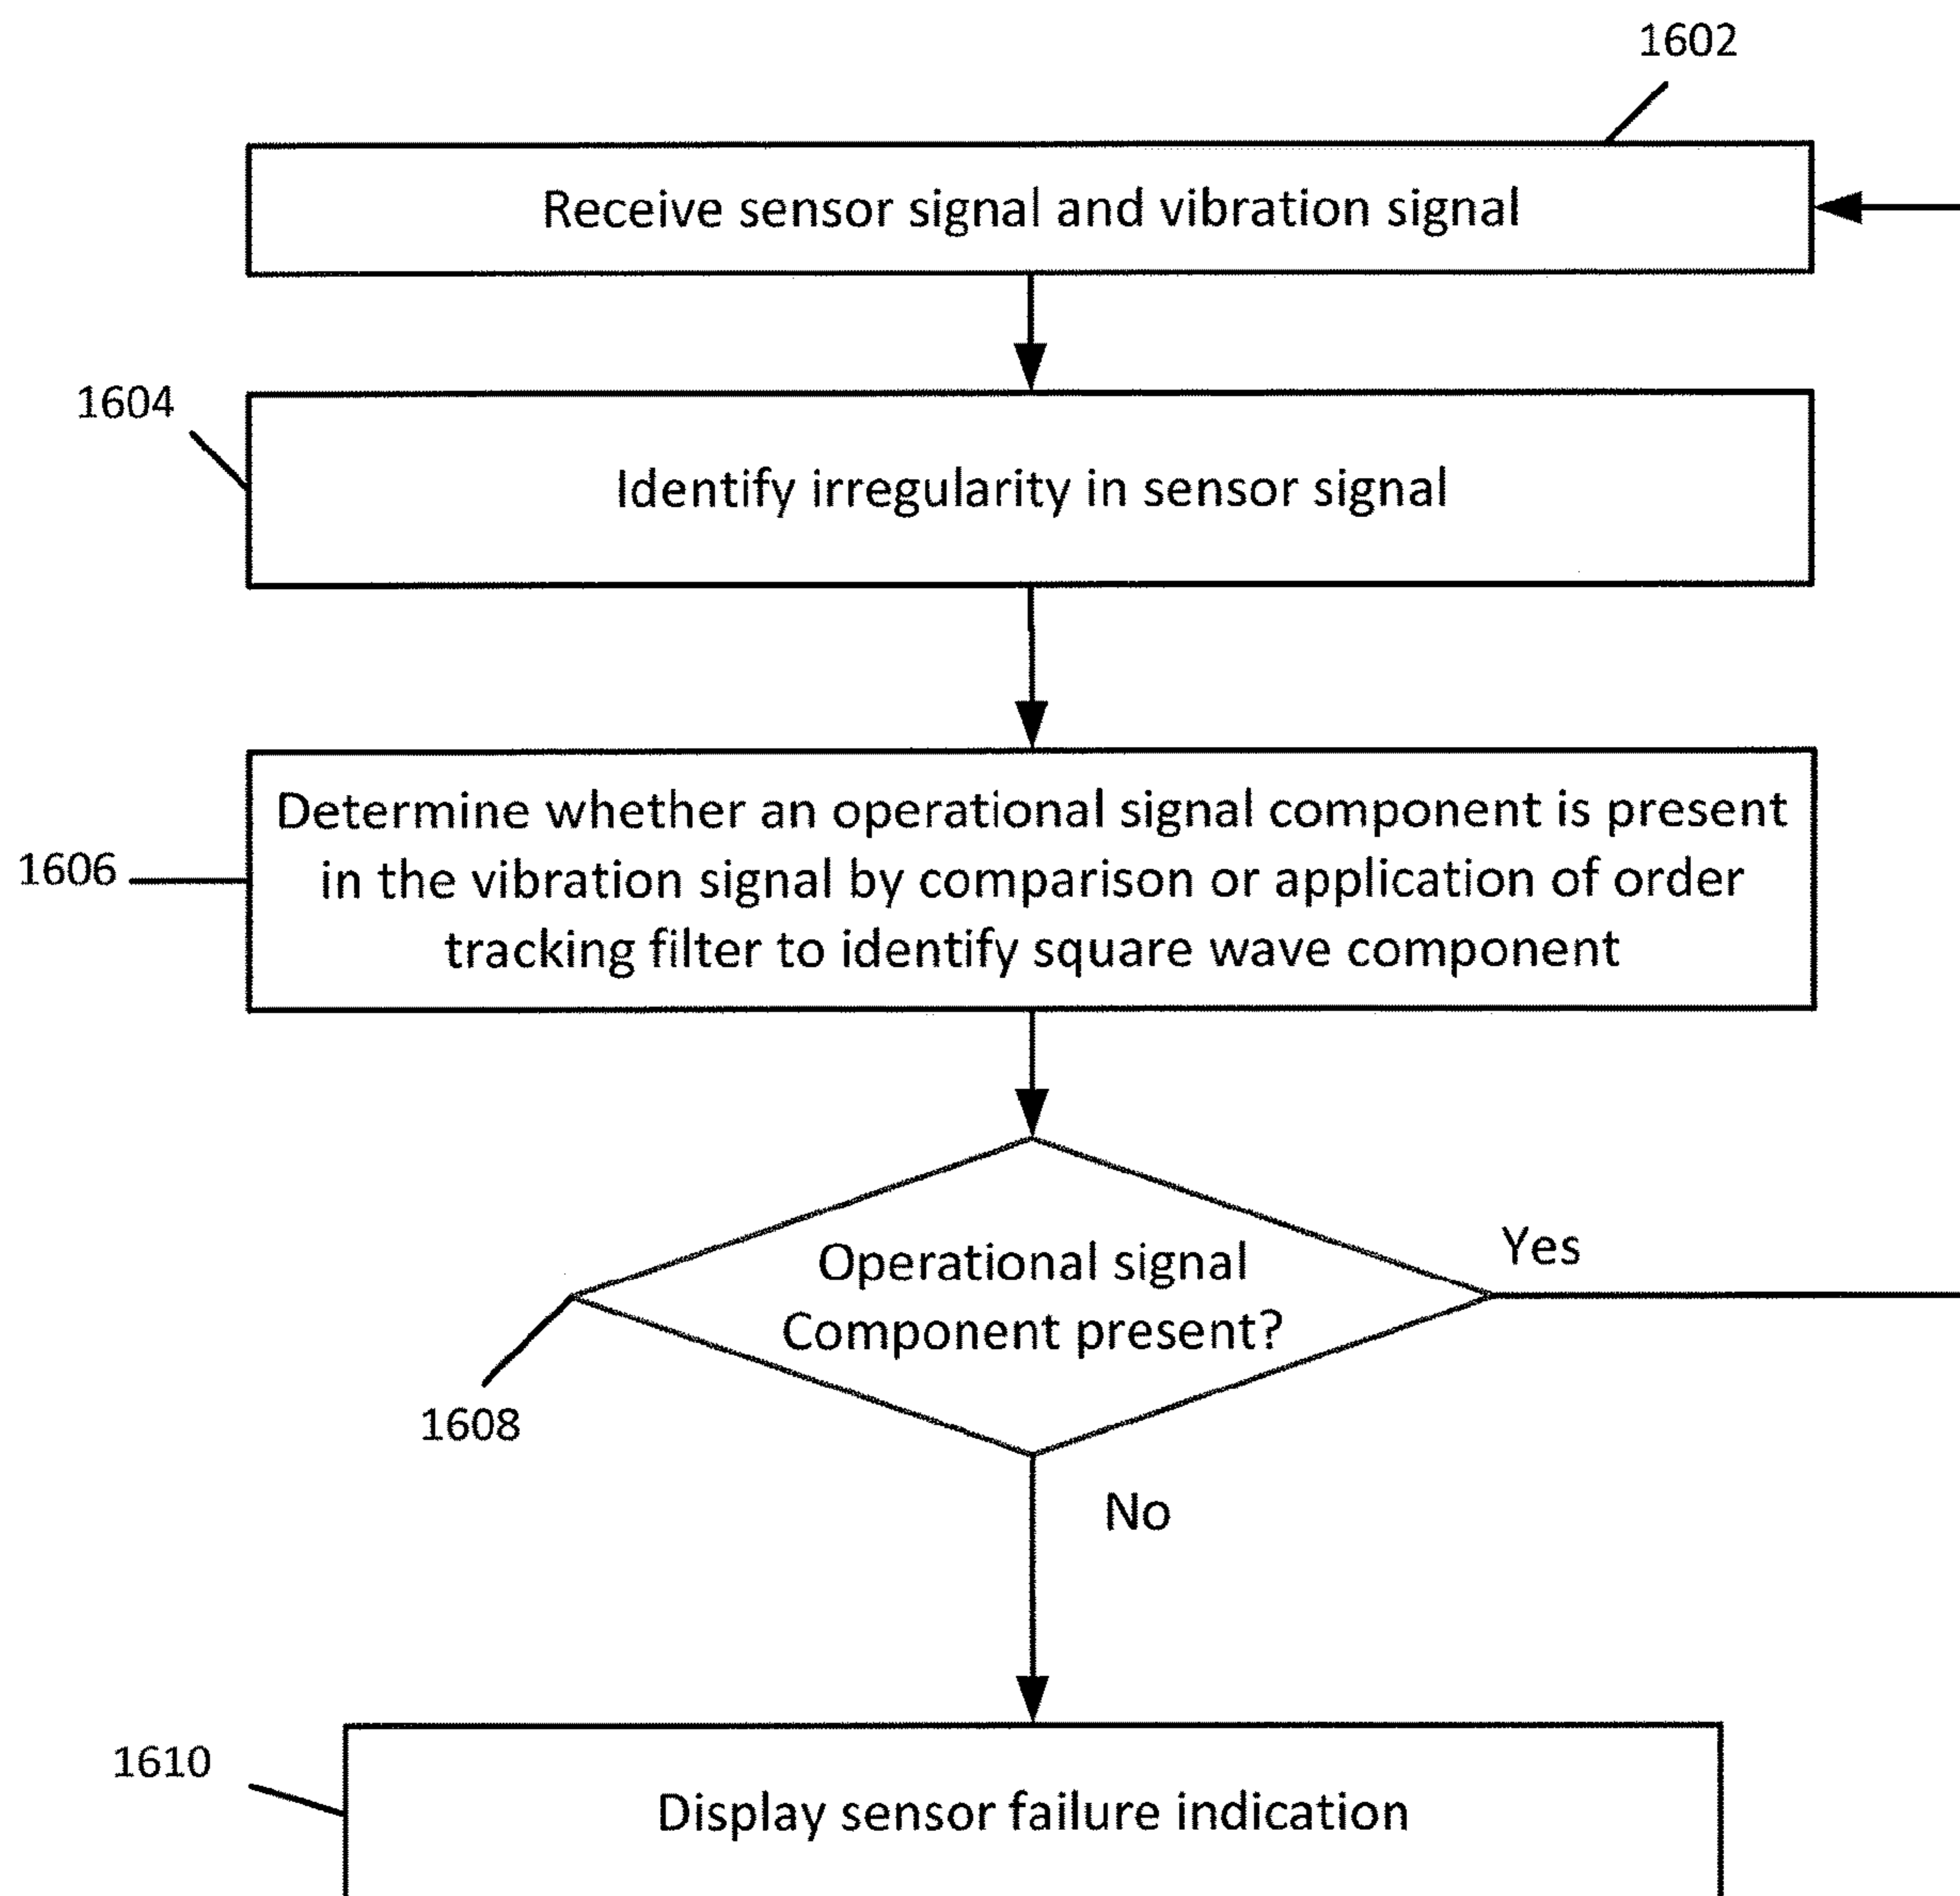 1602
Receive sensor signal and vibration signal
1604
Identify irregularity in sensor signal
Determine whether an operational signal component is present
1606
in the vibration signal by comparison or application of order
tracking filter to identify square wave component
Yes
Operational signal
Component present?
1608
No
1610
Display sensor failure indication